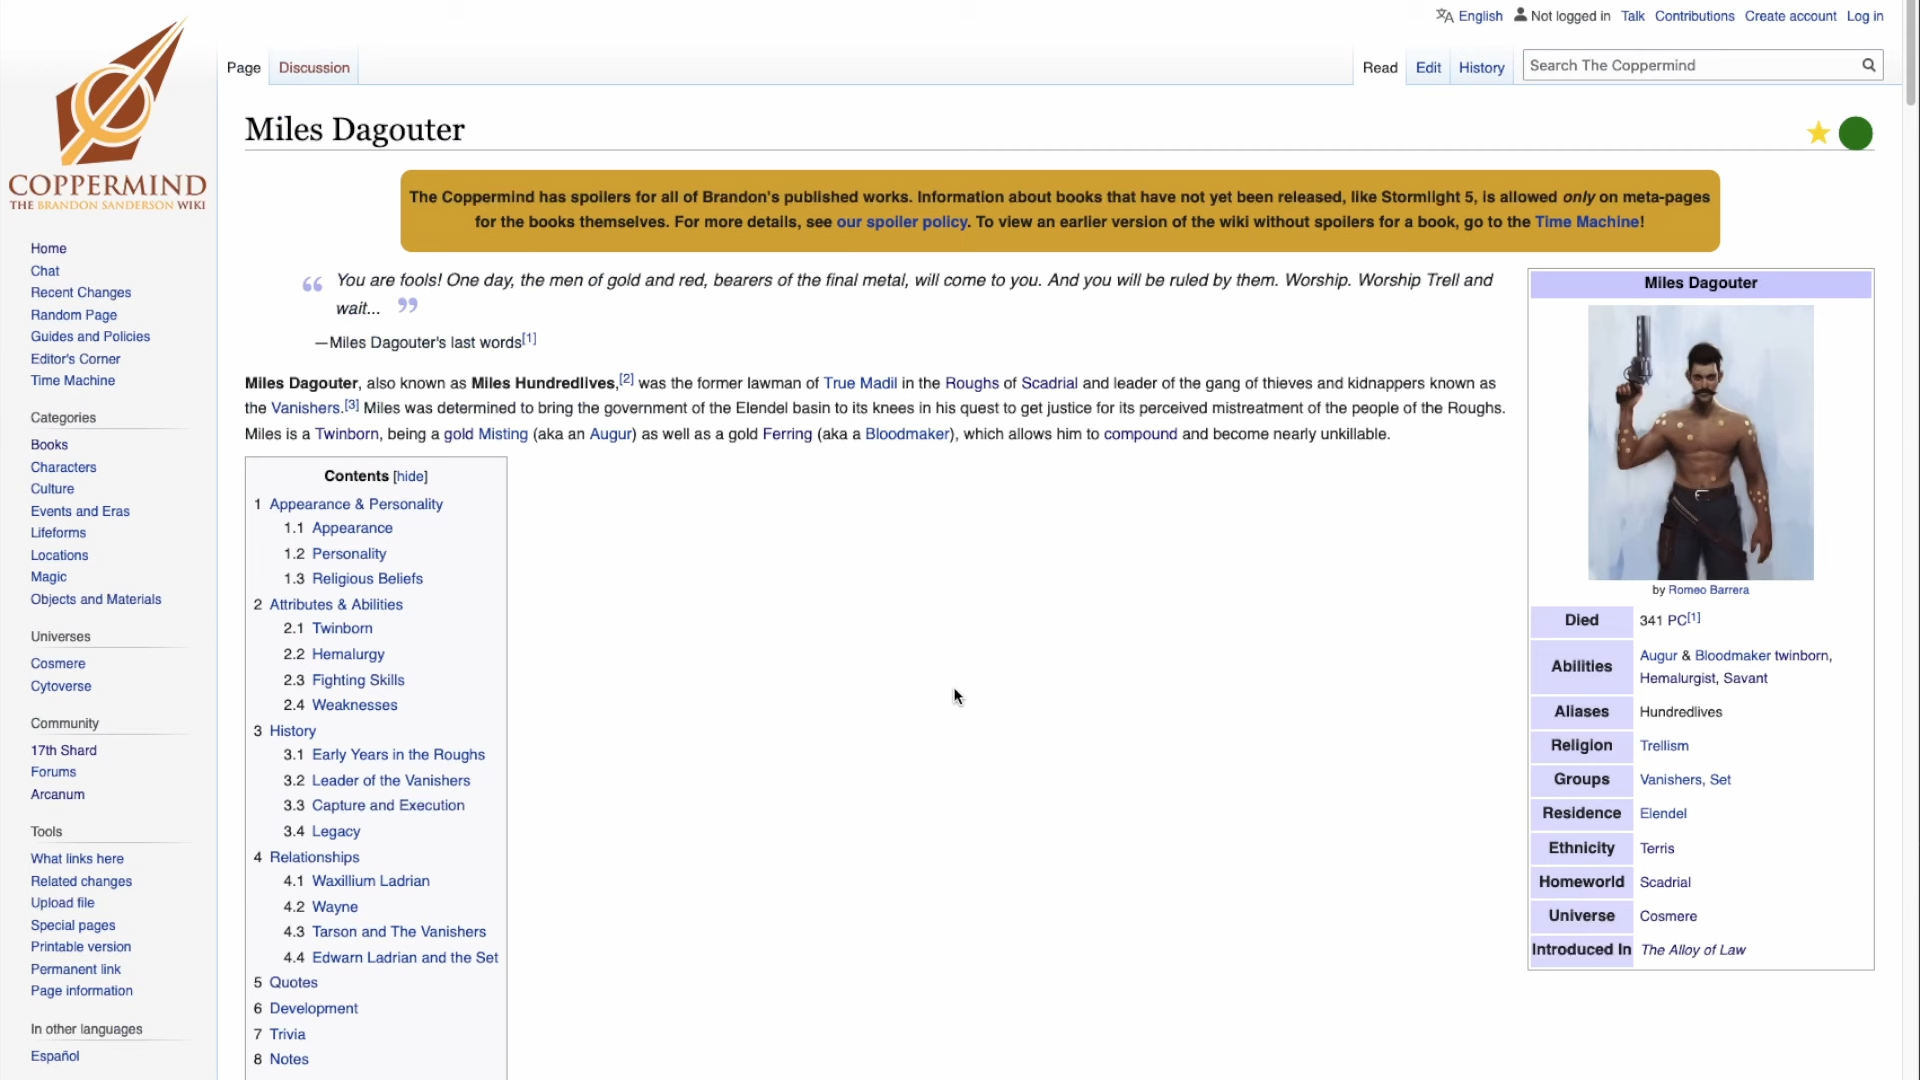 English Not logged in Talk Contributions Create account Log in
Page Discussion Read Edit History Search The Coppermind
COPPERMIND
THE BRANDON SANDERSON WIKI
Home
Chat
Recent Changes
Random Page
Guides and Policies
Editor's Corner
Time Machine
Categories
Books
Characters
Culture
Events and Eras
Lifeforms
Locations
Magic
Objects and Materials
Universes
Cosmere
Cytoverse
Community
17th Shard
Forums
Arcanum
Tools
What links here
Related changes
Upload file
Special pages
Printable version
Permanent link
Page information
In other languages
Español
Miles Dagouter
The Coppermind has spoilers for all of Brandon's published works. Information about books that have not yet been released, like Stormlight 5, is allowed only on meta-pages
for the books themselves. For more details, see our spoiler policy. To view an earlier version of the wiki without spoilers for a book, go to the Time Machine!
“ You are fools! One day, the men of gold and red, bearers of the final metal, will come to you. And you will be ruled by them. Worship. Worship Trell and
wait... ”
—Miles Dagouter's last words[1]
Miles Dagouter, also known as Miles Hundredlives,[2] was the former lawman of True Madil in the Roughs of Scadrial and leader of the gang of thieves and kidnappers known as
the Vanishers.[3] Miles was determined to bring the government of the Elendel basin to its knees in his quest to get justice for its perceived mistreatment of the people of the Roughs.
Miles is a Twinborn, being a gold Misting (aka an Augur) as well as a gold Ferring (aka a Bloodmaker), which allows him to compound and become nearly unkillable.
Contents [hide]
1 Appearance & Personality
1.1 Appearance
1.2 Personality
1.3 Religious Beliefs
2 Attributes & Abilities
2.1 Twinborn
2.2 Hemalurgy
2.3 Fighting Skills
2.4 Weaknesses
3 History
3.1 Early Years in the Roughs
3.2 Leader of the Vanishers
3.3 Capture and Execution
3.4 Legacy
4 Relationships
4.1 Waxillium Ladrian
4.2 Wayne
4.3 Tarson and The Vanishers
4.4 Edwarn Ladrian and the Set
5 Quotes
6 Development
7 Trivia
8 Notes
Miles Dagouter
by Romeo Barrera
Died 341 PC[1]
Abilities Augur & Bloodmaker twinborn,
Hemalurgist, Savant
Aliases Hundredlives
Religion Trellism
Groups Vanishers, Set
Residence Elendel
Ethnicity Terris
Homeworld Scadrial
Universe Cosmere
Introduced In The Alloy of Law